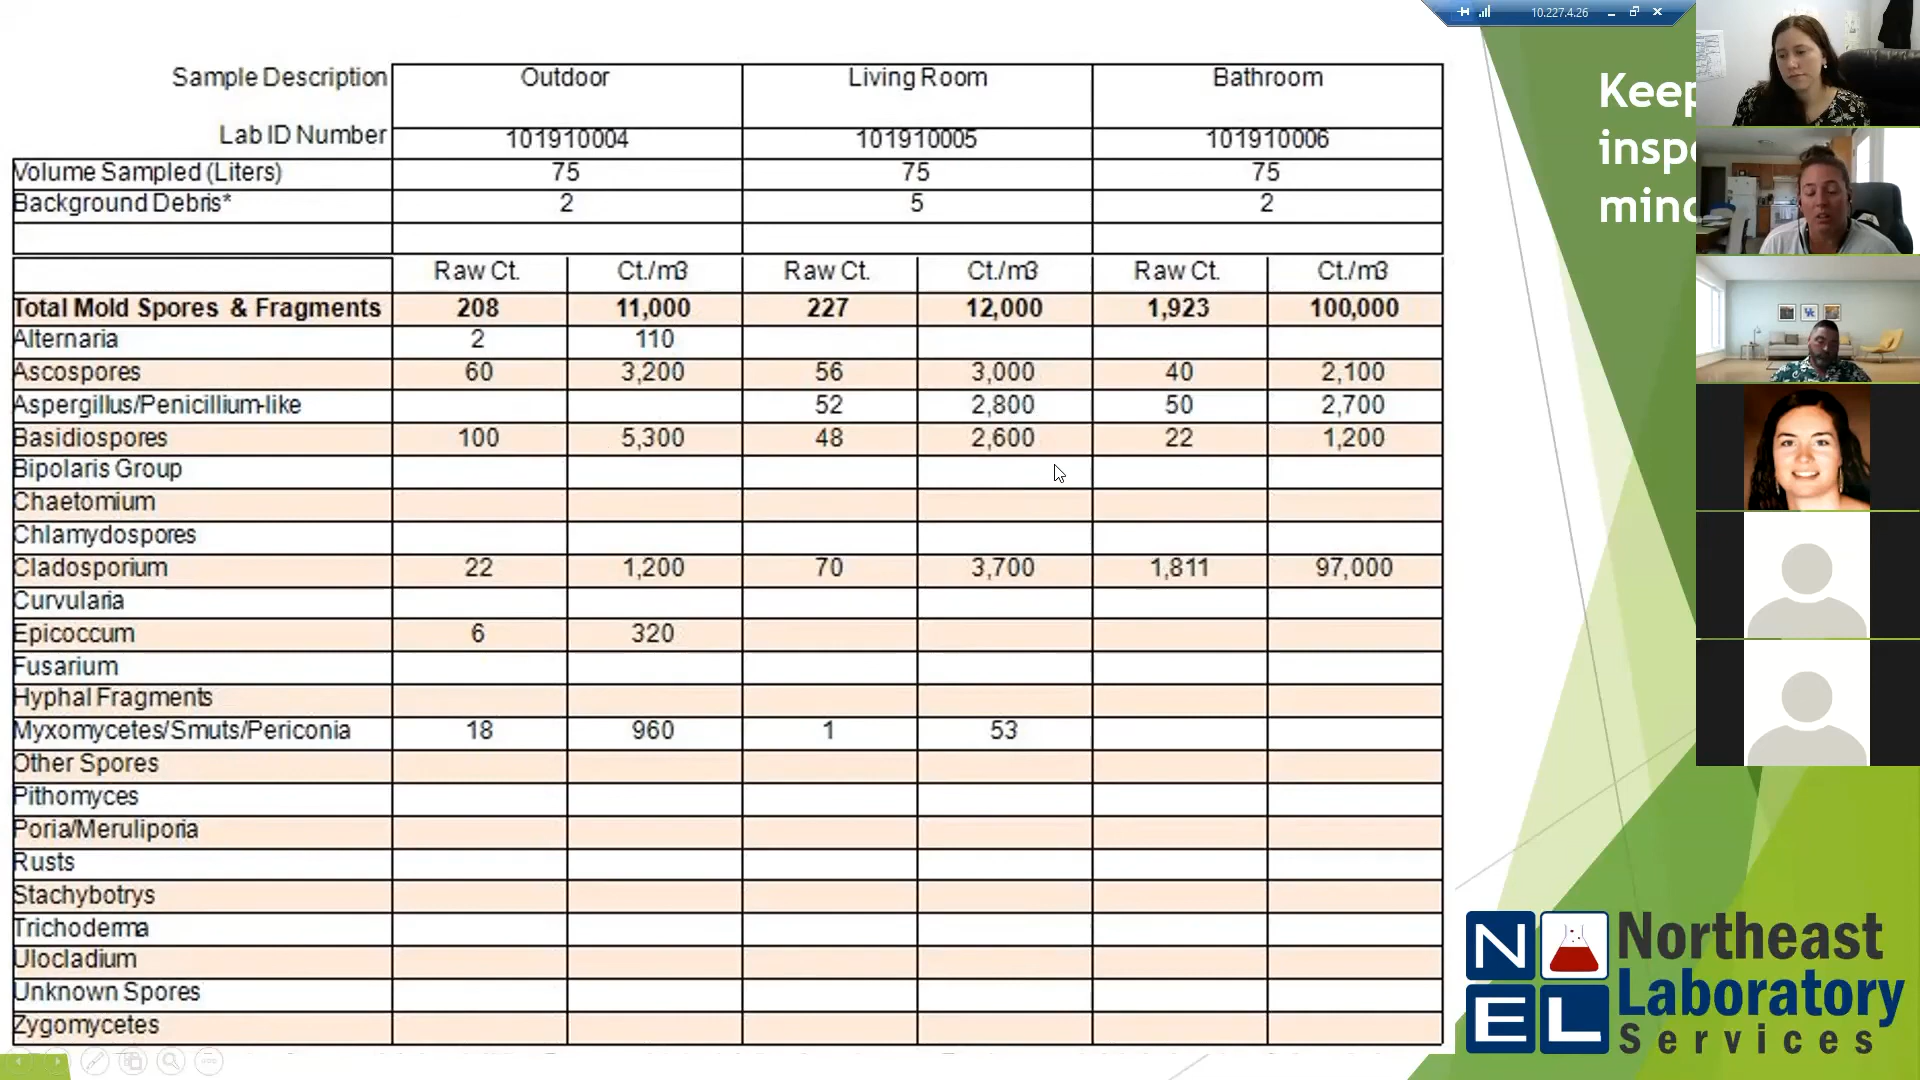 10.227.4.26
Sample Description Outdoor Living Room Bathroom
Lab ID Number 101910004 101910005 101910006
Volume Sampled (Liters) 75 75 75
Background Debris* 2 5 2
Raw Ct. Ct./m3 Raw Ct. Ct./m3 Raw Ct. Ct./m3
Total Mold Spores & Fragments 208 11,000 227 12,000 1,923 100,000
Alternaria 2 110
Ascospores 60 3,200 56 3,000 40 2,100
Aspergillus/Penicillium-like 52 2,800 50 2,700
Basidiospores 100 5,300 48 2,600 22 1,200
Bipolaris Group
Chaetomium
Chlamydospores
Cladosporium 22 1,200 70 3,700 1,811 97,000
Curvularia
Epicoccum 6 320
Fusarium
Hyphal Fragments
Myxomycetes/Smuts/Periconia 18 960 1 53
Other Spores
Pithomyces
Poria/Meruliporia
Rusts
Stachybotrys
Trichoderma
Ulocladium
Unknown Spores
Zygomycetes
Keep
NEL
Northeast
Laboratory
Services